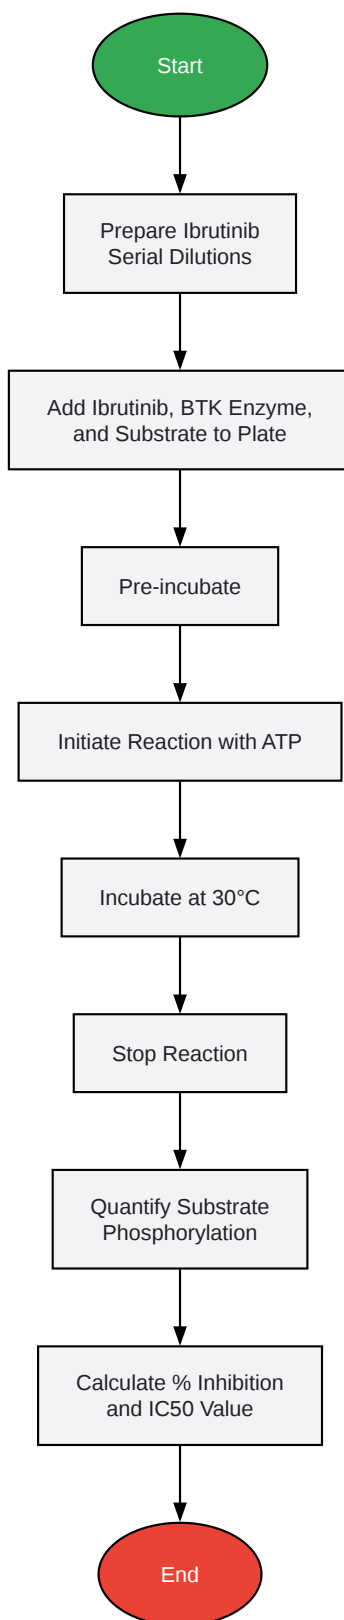 Start
Prepare Ibrutinib
Serial Dilutions
Add Ibrutinib, BTK Enzyme,
and Substrate to Plate
Pre-incubate
Initiate Reaction with ATP
Incubate at 30°C
Stop Reaction
Quantify Substrate
Phosphorylation
Calculate % Inhibition
and IC50 Value
End